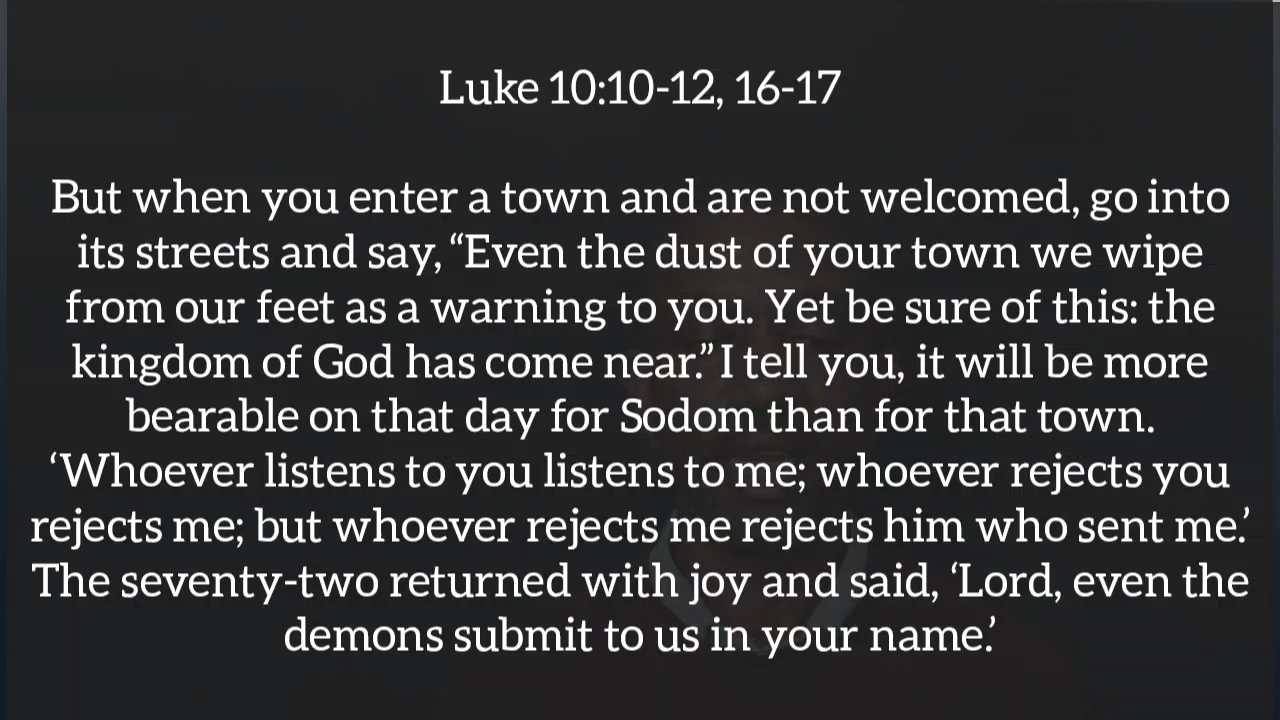 Luke 10:10-12, 16-17
But when you enter a town and are not welcomed, go into
its streets and say, “Even the dust of your town we wipe
from our feet as a warning to you. Yet be sure of this: the
kingdom of God has come near.” I tell you, it will be more
bearable on that day for Sodom than for that town.
‘Whoever listens to you listens to me; whoever rejects you
rejects me; but whoever rejects me rejects him who sent me.’
The seventy-two returned with joy and said, ‘Lord, even the
demons submit to us in your name.’